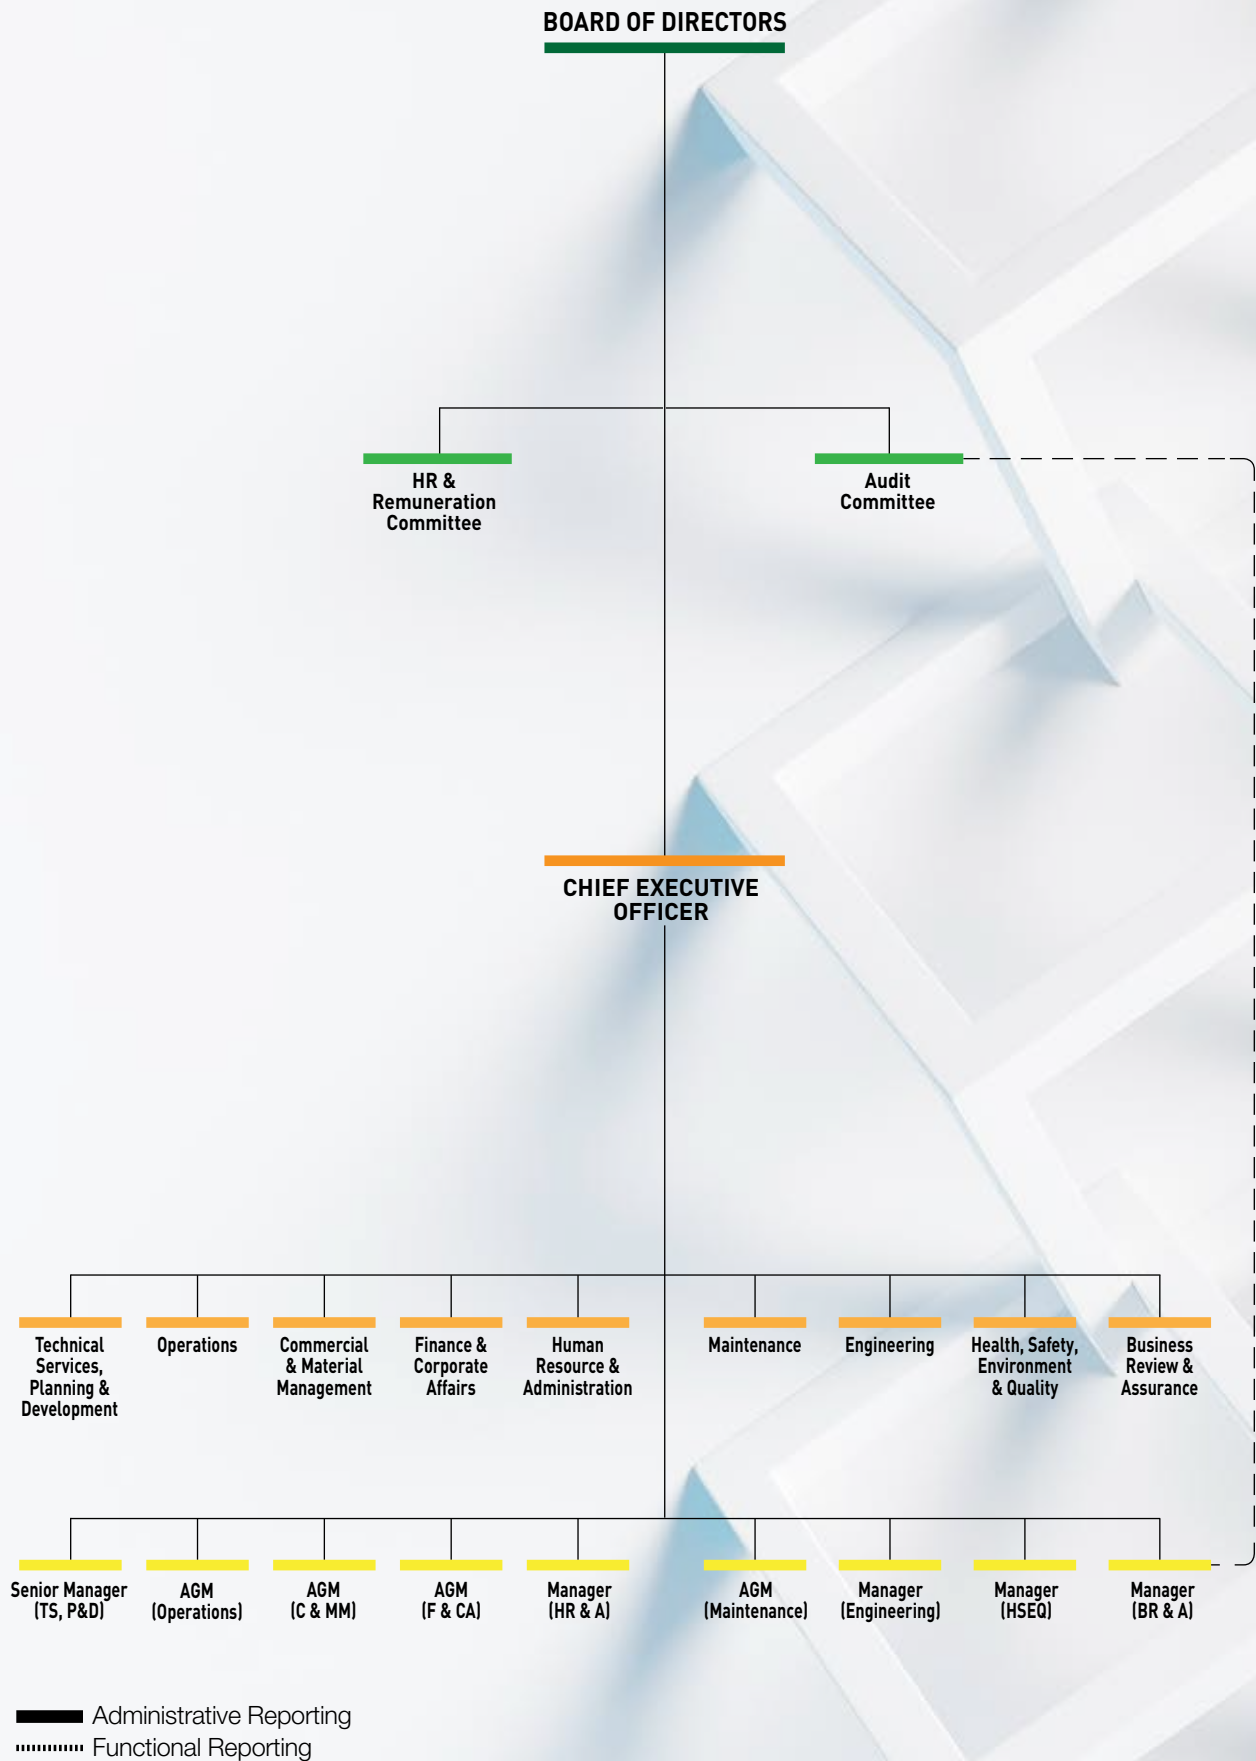 BOARD OF DIRECTORS
HR &
Remuneration
Committee
Audit
Committee
CHIEF EXECUTIVE
OFFICER
Technical
Services,
Planning &
Development
Operations
Commercial
& Material
Management
Finance &
Corporate
Affairs
Human
Resource &
Administration
Maintenance
Engineering
Health, Safety,
Environment
& Quality
Business
Review &
Assurance
Senior Manager
(TS, P&D)
AGM
(Operations)
AGM
(C & MM)
AGM
(F & CA)
Manager
(HR & A)
AGM
(Maintenance)
Manager
(Engineering)
Manager
(HSEQ)
Manager
(BR & A)
Administrative Reporting
Functional Reporting